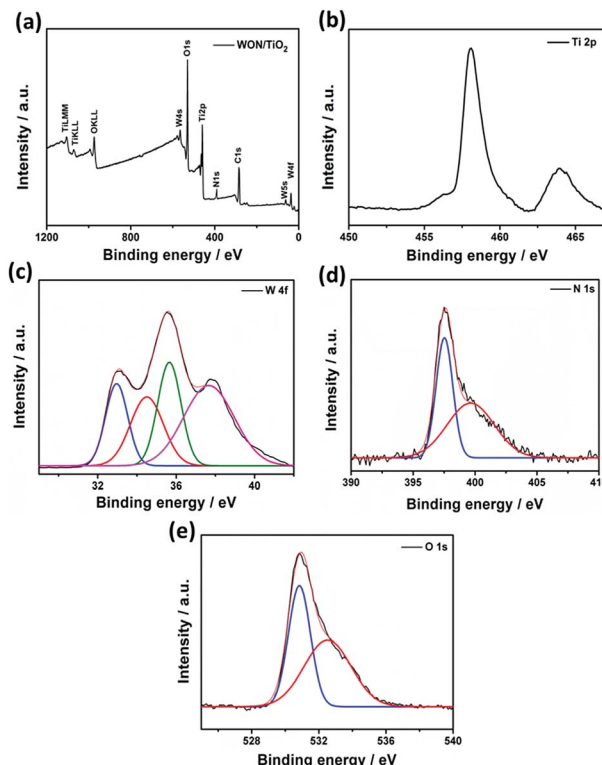 (a)
WON/TiO2
TiLMM
TiKLL
OKLL
W4s
O1s
Ti2p
N1s
C1s
W5s
W4f
Intensity / a.u.
1200 800 400 0
Binding energy / eV
(b)
Ti 2p
Intensity / a.u.
450 455 460 465
Binding energy / eV
(c)
W 4f
Intensity / a.u.
32 36 40
Binding energy / eV
(d)
N 1s
Intensity / a.u.
390 395 400 405 41
Binding energy / eV
(e)
O 1s
Intensity / a.u.
528 532 536 540
Binding energy / eV